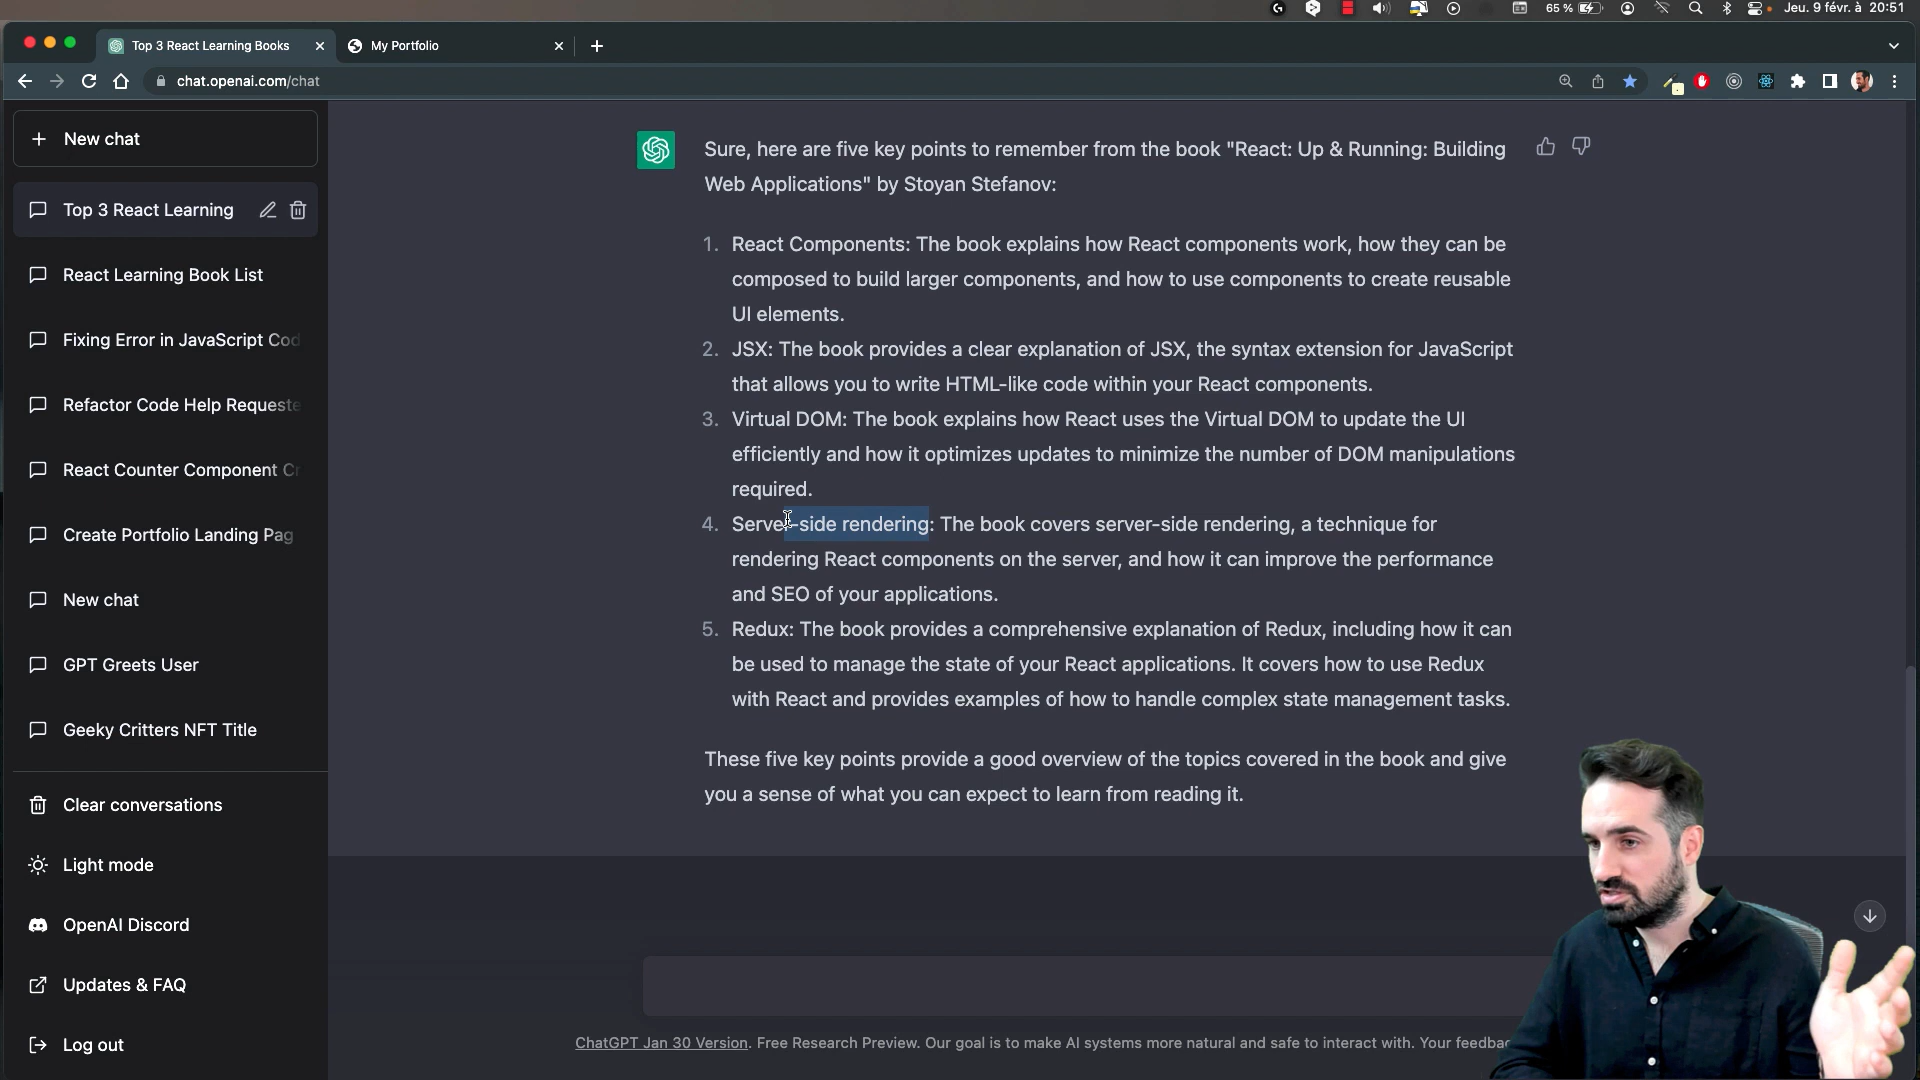 65 %
Jeu. 9 févr. à 20:51
Top 3 React Learning Books
My Portfolio
chat.openai.com/chat
New chat
Top 3 React Learning
React Learning Book List
Fixing Error in JavaScript Cod
Refactor Code Help Requeste
React Counter Component Cr
Create Portfolio Landing Pag
New chat
GPT Greets User
Geeky Critters NFT Title
Clear conversations
Light mode
OpenAI Discord
Updates & FAQ
Log out
Sure, here are five key points to remember from the book "React: Up & Running: Building
Web Applications" by Stoyan Stefanov:
1. React Components: The book explains how React components work, how they can be
composed to build larger components, and how to use components to create reusable
UI elements.
2. JSX: The book provides a clear explanation of JSX, the syntax extension for JavaScript
that allows you to write HTML-like code within your React components.
3. Virtual DOM: The book explains how React uses the Virtual DOM to update the UI
efficiently and how it optimizes updates to minimize the number of DOM manipulations
required.
4. Server-side rendering: The book covers server-side rendering, a technique for
rendering React components on the server, and how it can improve the performance
and SEO of your applications.
5. Redux: The book provides a comprehensive explanation of Redux, including how it can
be used to manage the state of your React applications. It covers how to use Redux
with React and provides examples of how to handle complex state management tasks.
These five key points provide a good overview of the topics covered in the book and give
you a sense of what you can expect to learn from reading it.
ChatGPT Jan 30 Version. Free Research Preview. Our goal is to make AI systems more natural and safe to interact with. Your feedbac